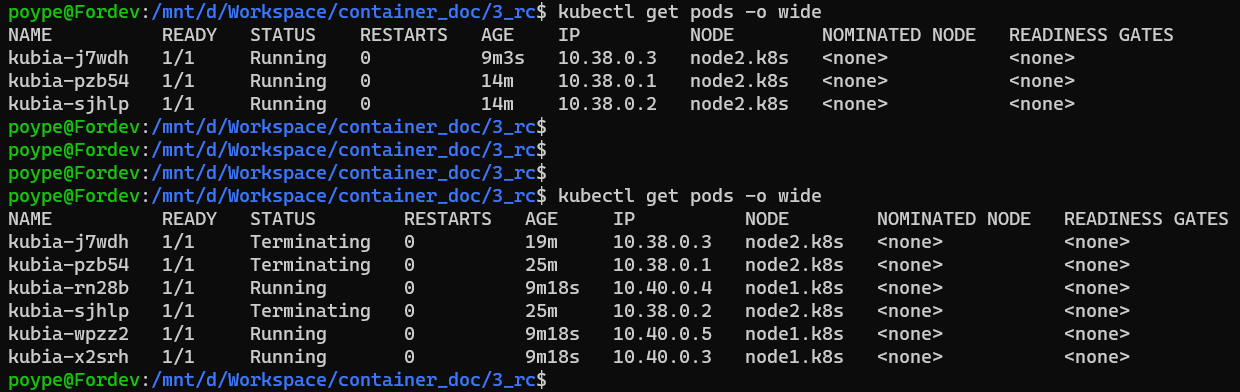 poype@Fordev:/mnt/d/Workspace/container_doc/3_rc$ kubectl get pods -o wide
NAME READY STATUS RESTARTS AGE IP NODE NOMINATED NODE READINESS GATES
kubia-j7wdh 1/1 Running 0 9m3s 10.38.0.3 node2.k8s <none> <none>
kubia-pzb54 1/1 Running 0 14m 10.38.0.1 node2.k8s <none> <none>
kubia-sjhlp 1/1 Running 0 14m 10.38.0.2 node2.k8s <none> <none>
poype@Fordev:/mnt/d/Workspace/container_doc/3_rc$
poype@Fordev:/mnt/d/Workspace/container_doc/3_rc$
poype@Fordev:/mnt/d/Workspace/container_doc/3_rc$
poype@Fordev:/mnt/d/Workspace/container_doc/3_rc$ kubectl get pods -o wide
NAME READY STATUS RESTARTS AGE IP NODE NOMINATED NODE READINESS GATES
kubia-j7wdh 1/1 Terminating 0 19m 10.38.0.3 node2.k8s <none> <none>
kubia-pzb54 1/1 Terminating 0 25m 10.38.0.1 node2.k8s <none> <none>
kubia-rn28b 1/1 Running 0 9m18s 10.40.0.4 node1.k8s <none> <none>
kubia-sjhlp 1/1 Terminating 0 25m 10.38.0.2 node2.k8s <none> <none>
kubia-wpzz2 1/1 Running 0 9m18s 10.40.0.5 node1.k8s <none> <none>
kubia-x2srh 1/1 Running 0 9m18s 10.40.0.3 node1.k8s <none> <none>
poype@Fordev:/mnt/d/Workspace/container_doc/3_rc$